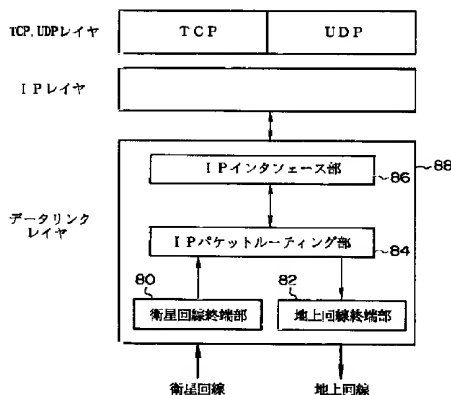 TCP,UDPレイヤ
TCP
UDP
IPレイヤ
88
IPインタフェース部
86
データリンク
レイヤ
IPパケットルーティング部
84
80
82
衛星回線終端部
地上回線終端部
衛星回線
地上回線